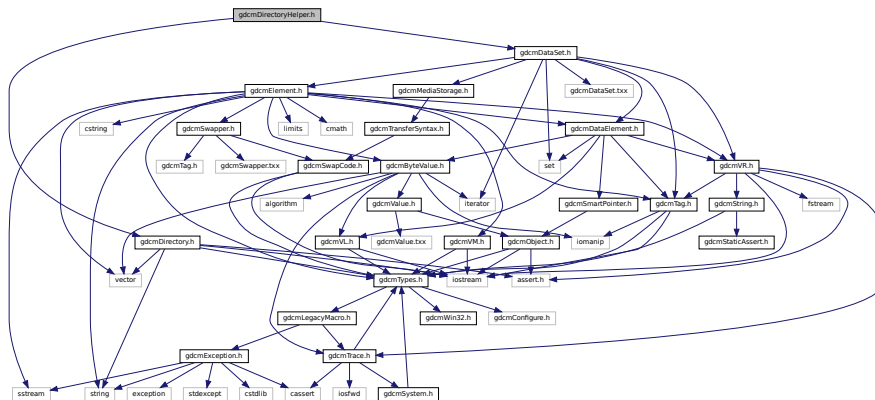 gdcmDirectoryHelper.h
gdcmDataSet.h
gdcmElement.h
gdcmMediaStorage.h
gdcmDataSet.txx
cstring
gdcmSwapper.h
limits
cmath
gdcmTransferSyntax.h
gdcmDataElement.h
gdcmTag.h
gdcmSwapper.txx
gdcmSwapCode.h
gdcmByteValue.h
set
gdcmVR.h
algorithm
gdcmValue.h
iterator
gdcmSmartPointer.h
gdcmTag.h
gdcmString.h
fstream
gdcmDirectory.h
gdcmVL.h
gdcmValue.txx
gdcmVM.h
gdcmObject.h
iomanip
gdcmStaticAssert.h
vector
gdcmTypes.h
iostream
assert.h
gdcmLegacyMacro.h
gdcmWin32.h
gdcmConfigure.h
gdcmException.h
gdcmTrace.h
sstream
string
exception
stdexcept
cstdlib
cassert
iosfwd
gdcmSystem.h